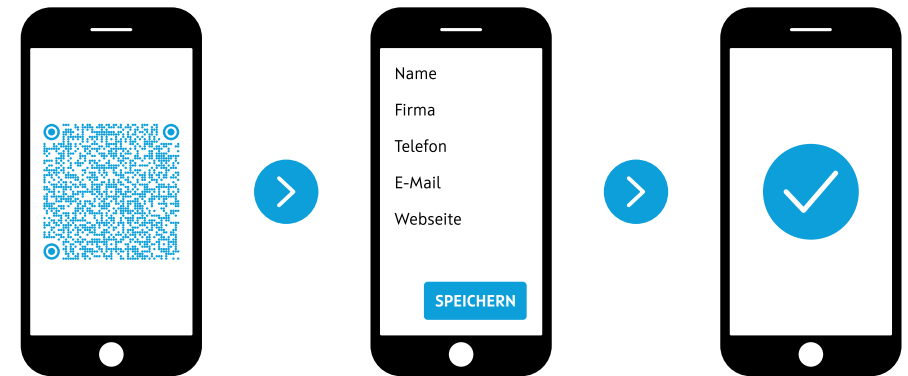 Name
Firma
Telefon
E-Mail
Webseite
SPEICHERN